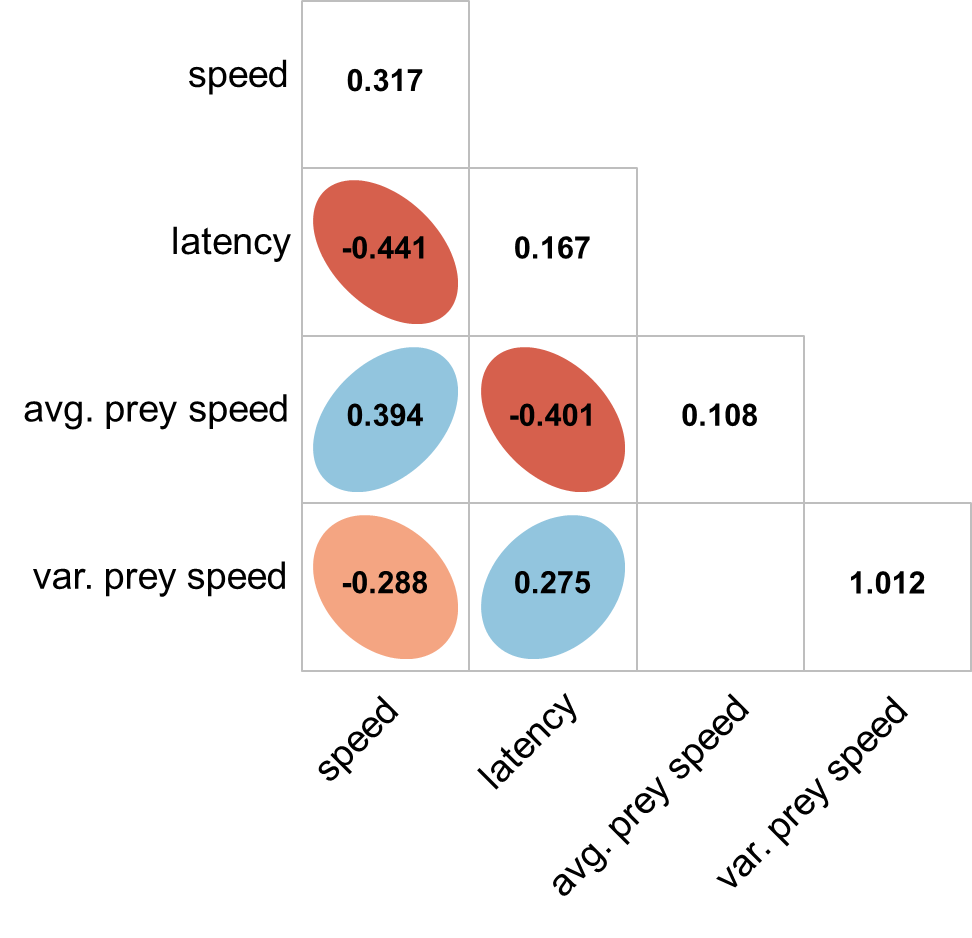 speed 0.317
latency -0.441 0.167
avg. prey speed 0.394 -0.401 0.108
var. prey speed -0.288 0.275 1.012
speed
latency
avg. prey speed
var. prey speed